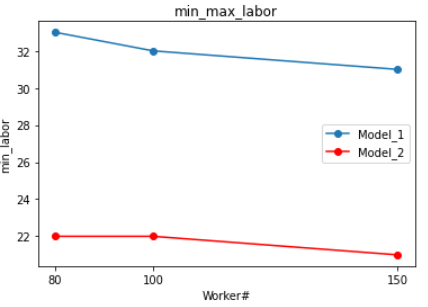 min_max_labor
min_labor
32
30
28
26
24
22
Model_1
Model_2
80
100
150
Worker#